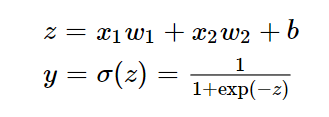 z = x₁w₁ + x₂w₂ + b
y = σ(z) = 1/(1+exp(−z))